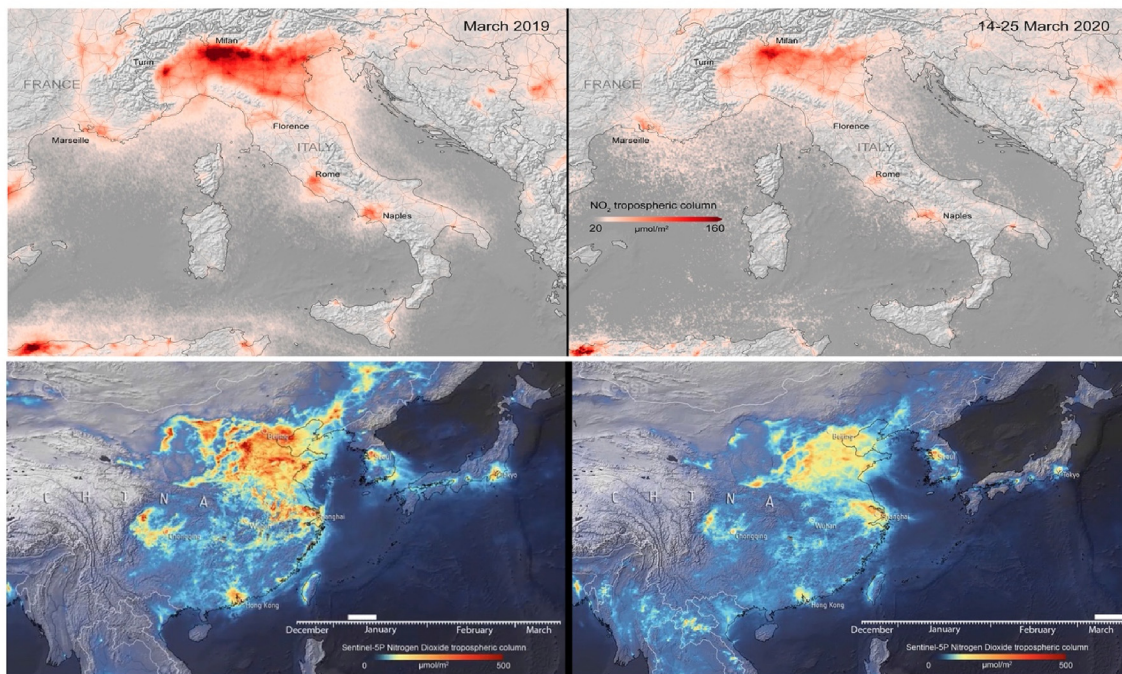 March 2019
Milan
Turin
FRANCE
Florence
Marseille
ITALY
Rome
Naples
14-25 March 2020
Milan
Turin
FRANCE
Florence
Marseille
ITALY
Rome
NO₂ tropospheric column
Naples
20 160
µmol/m²
Beijing
Seoul
Tokyo
CHINA
Shanghai
Chongqing
Hong Kong
December January February March
Sentinel-5P Nitrogen Dioxide tropospheric column
0 500
µmol/m²
Beijing
Seoul
Tokyo
CHINA
Shanghai
Wuhan
Chongqing
Hong Kong
December January February March
Sentinel-5P Nitrogen Dioxide tropospheric column
0 500
µmol/m²